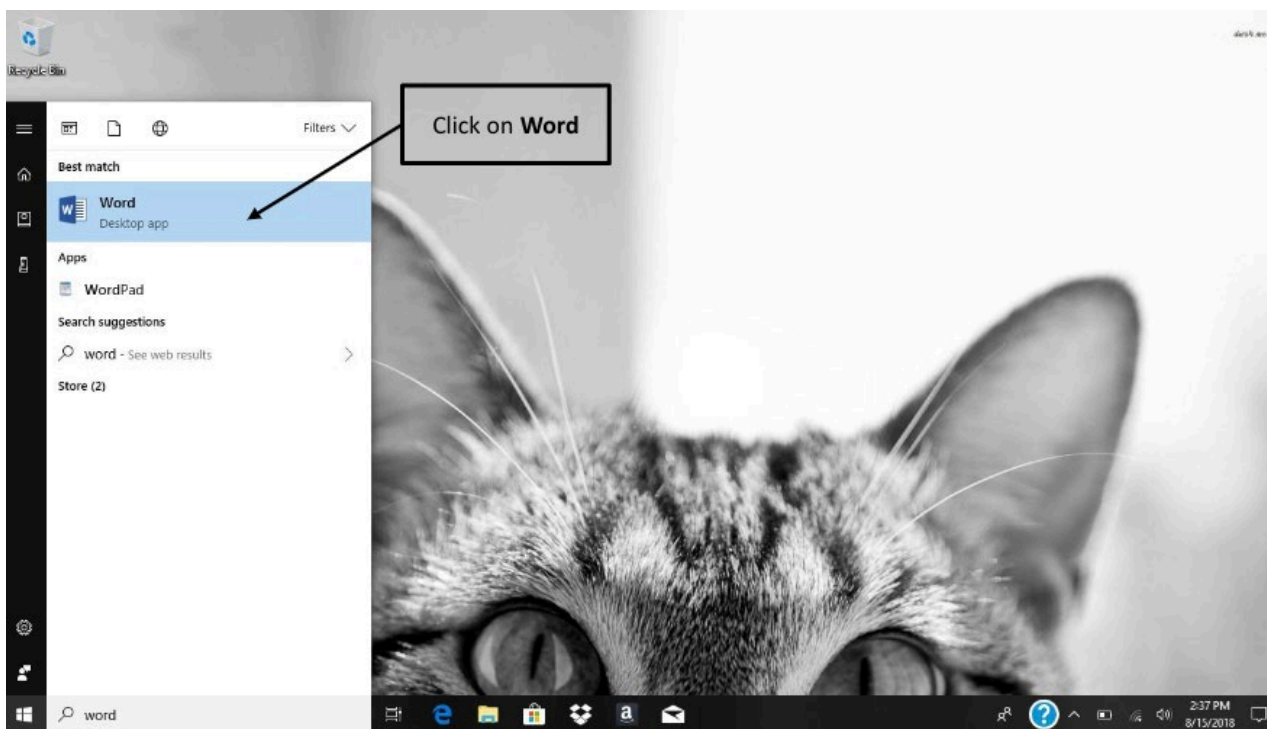 Recycle Bin
Filters
Click on Word
Best match
Word
Desktop app
Apps
WordPad
Search suggestions
word - See web results
Store (2)
word
2:37 PM
8/15/2018